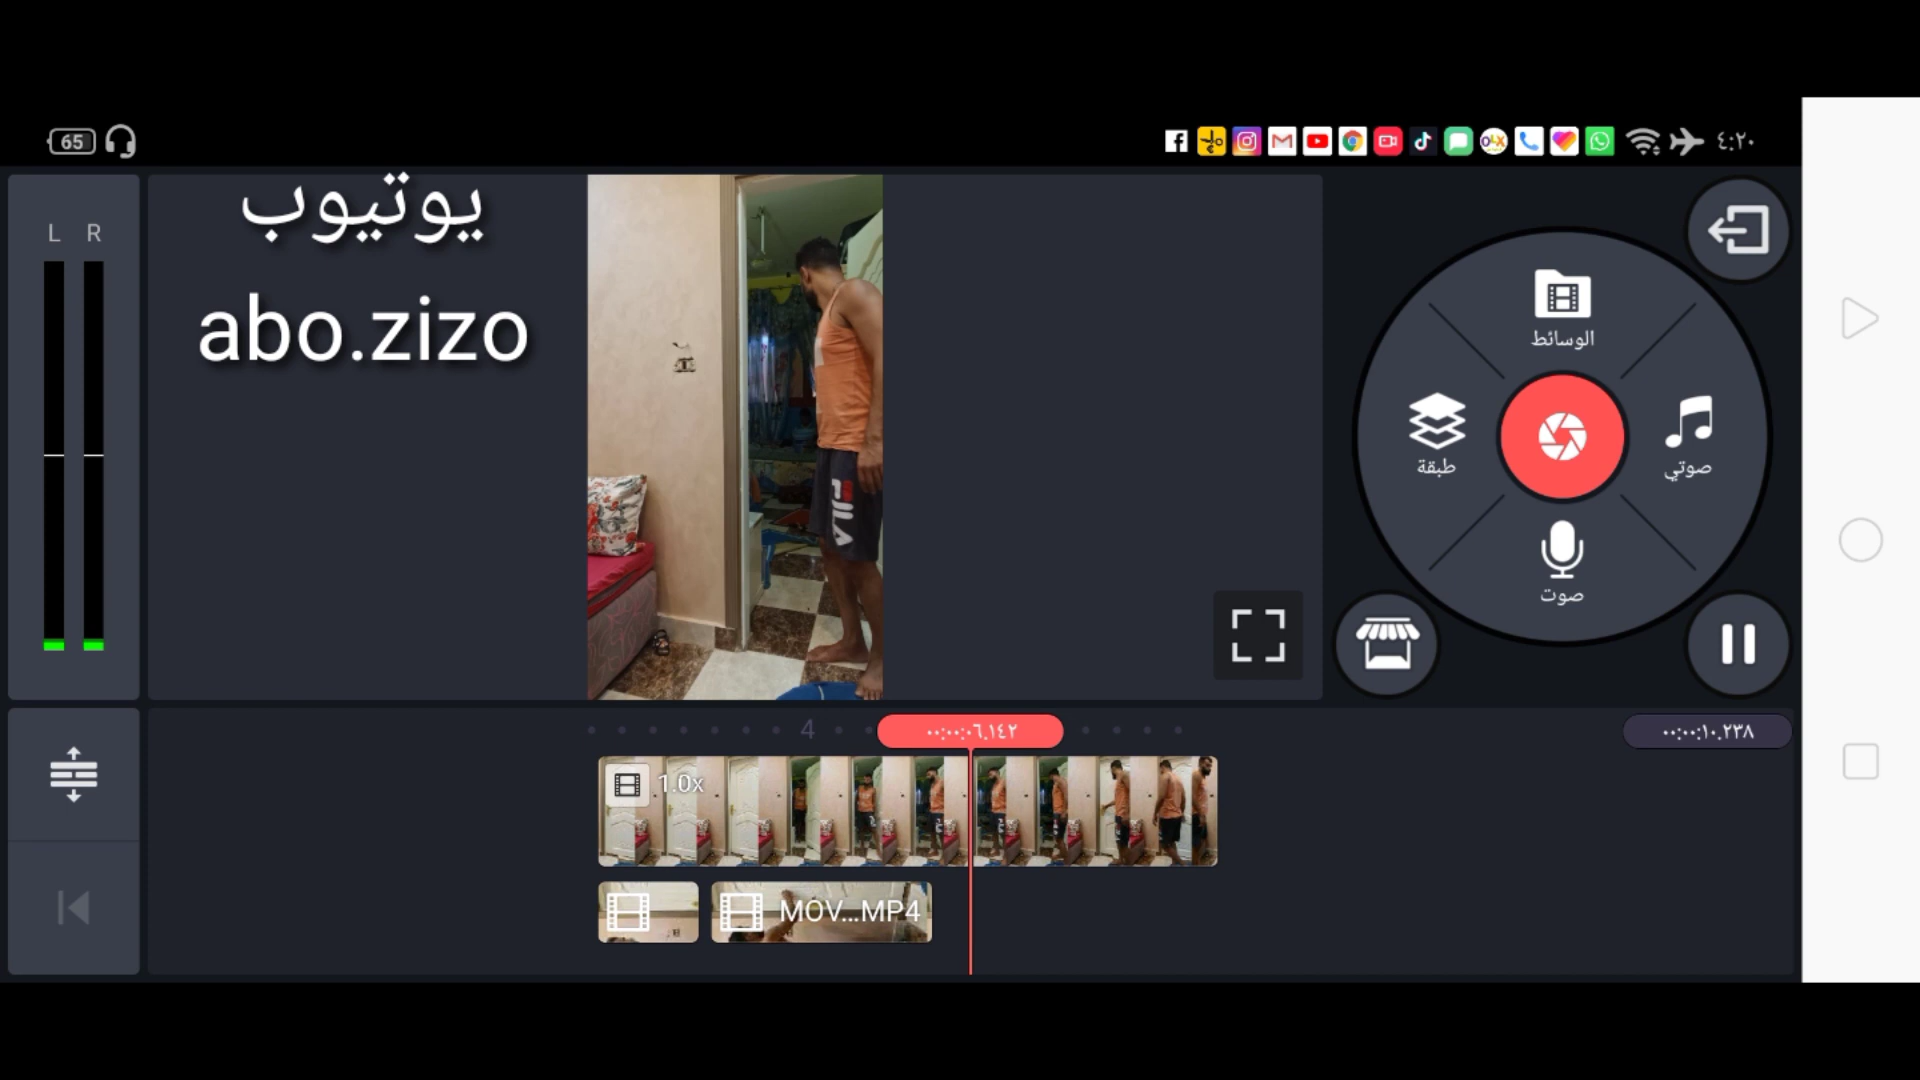 65
٤:٢٠
L R
يوتيوب
abo.zizo
FILA
الوسائط
طبقة
صوتي
صوت
4
٠٠:٠٠:٠٦.١٤٢
٠٠:٠٠:١٠.٢٣٨
1.0x
MOV...MP4